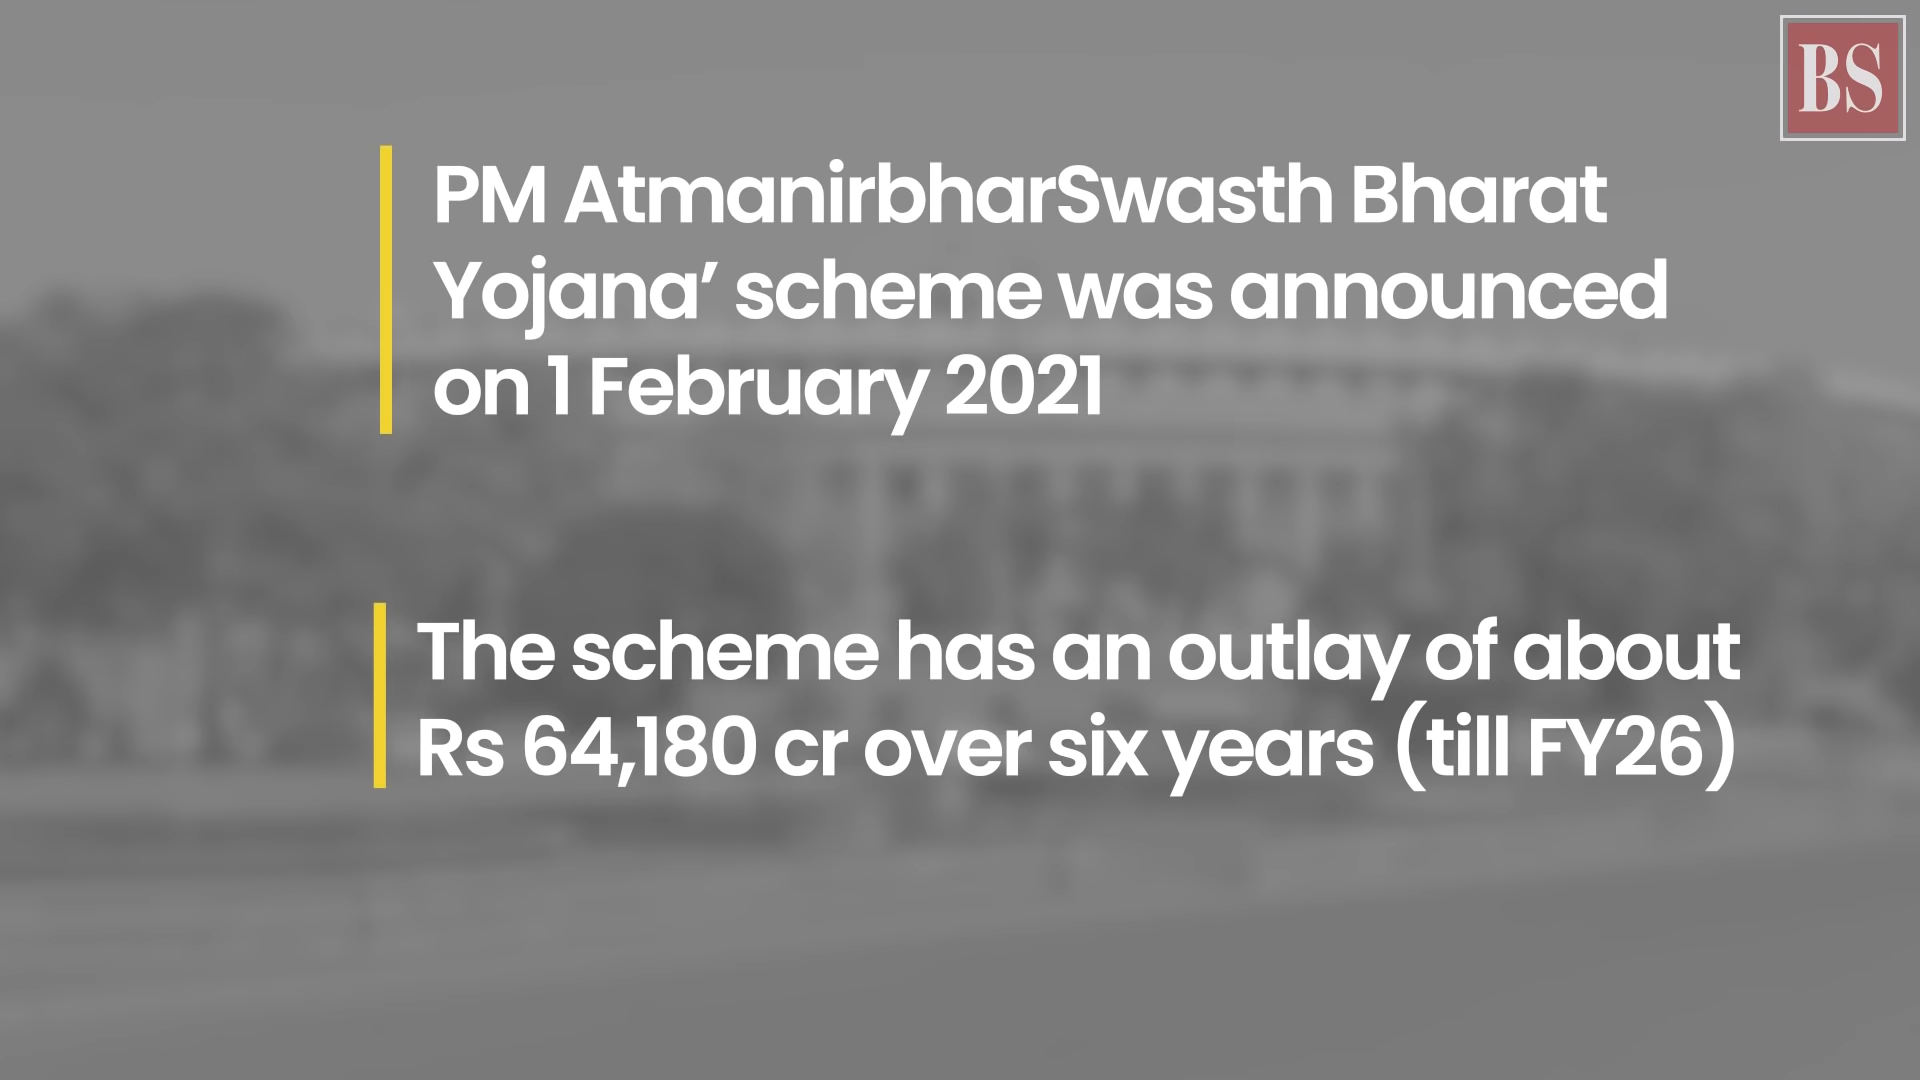 BS
PM AtmanirbharSwasth Bharat
Yojana’ scheme was announced
on 1 February 2021
The scheme has an outlay of about
Rs 64,180 cr over six years (till FY26)